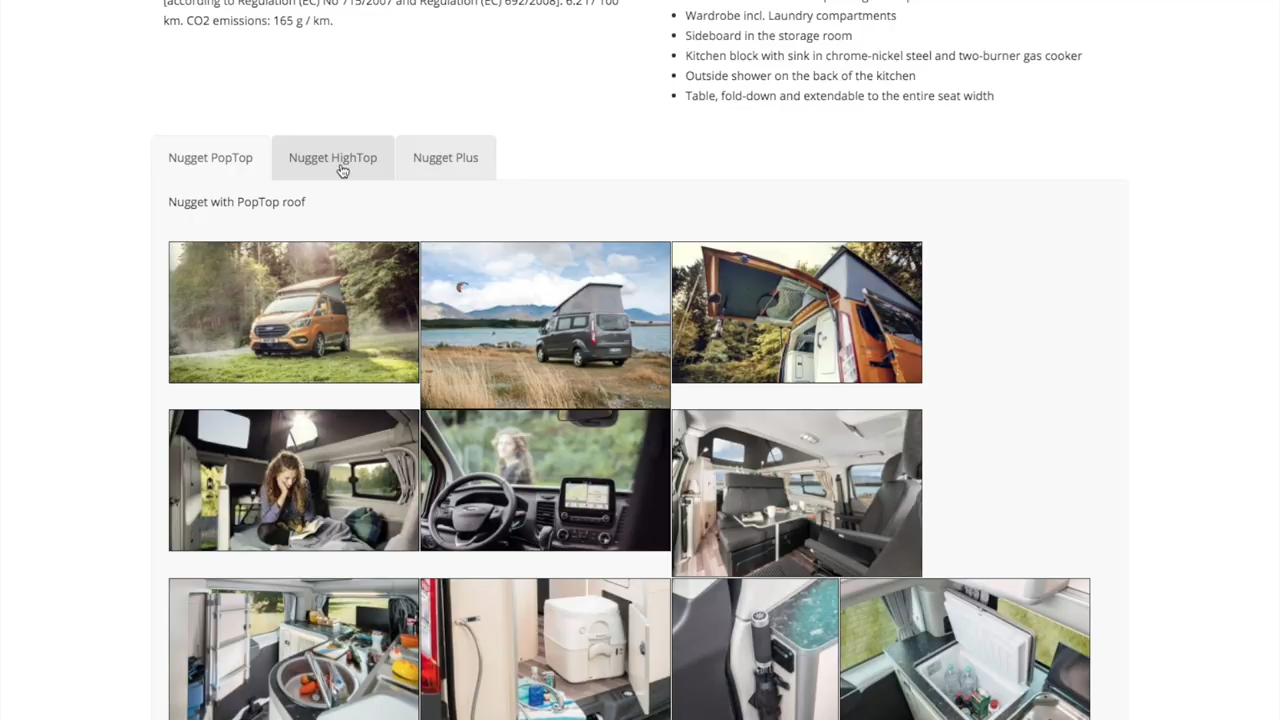 km. CO2 emissions: 165 g / km.
Wardrobe incl. Laundry compartments
Sideboard in the storage room
Kitchen block with sink in chrome-nickel steel and two-burner gas cooker
Outside shower on the back of the kitchen
Table, fold-down and extendable to the entire seat width
Nugget PopTop
Nugget HighTop
Nugget Plus
Nugget with PopTop roof